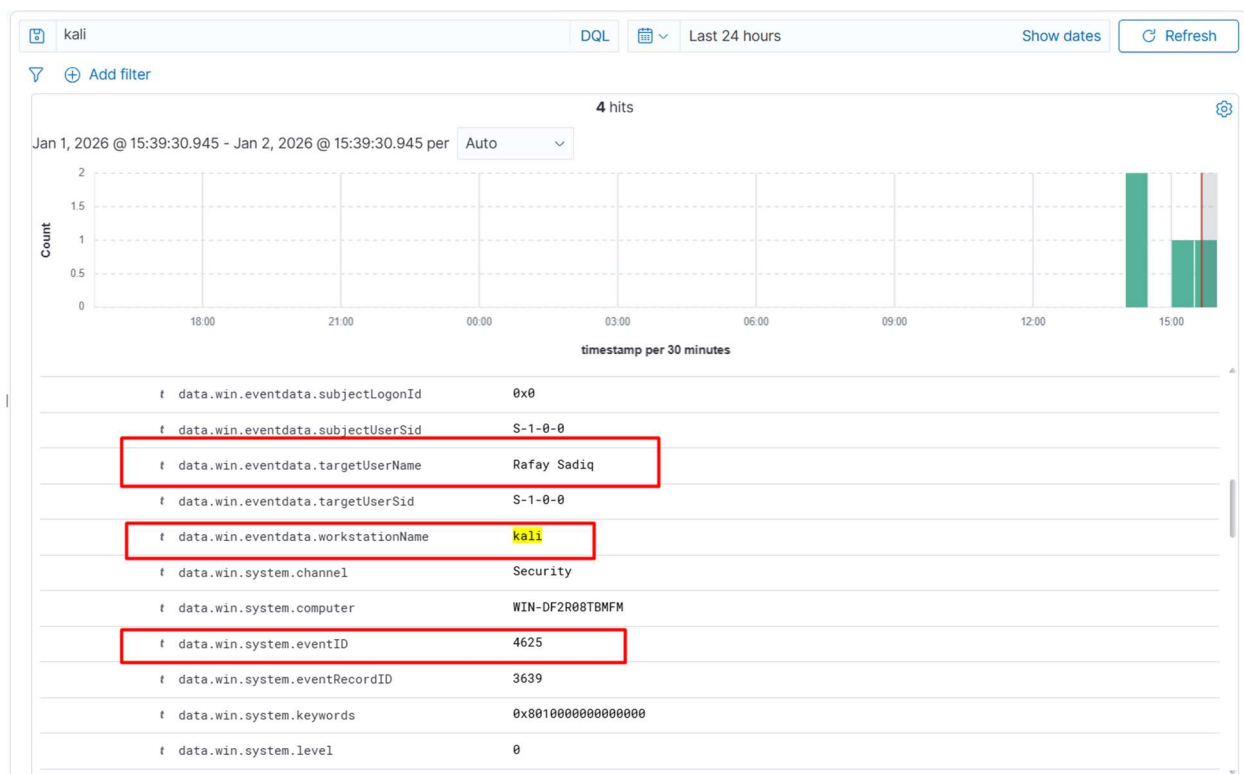 kali DQL Last 24 hours Show dates Refresh
Add filter
4 hits
Jan 1, 2026 @ 15:39:30.945 - Jan 2, 2026 @ 15:39:30.945 per Auto
2
1.5
1
0.5
0
Count
18:00 21:00 00:00 03:00 06:00 09:00 12:00 15:00
timestamp per 30 minutes
t data.win.eventdata.subjectLogonId 0x0
t data.win.eventdata.subjectUserSid S-1-0-0
t data.win.eventdata.targetUserName Rafay Sadiq
t data.win.eventdata.targetUserSid S-1-0-0
t data.win.eventdata.workstationName kali
t data.win.system.channel Security
t data.win.system.computer WIN-DF2R08TBMFM
t data.win.system.eventID 4625
t data.win.system.eventRecordID 3639
t data.win.system.keywords 0x8010000000000000
t data.win.system.level 0